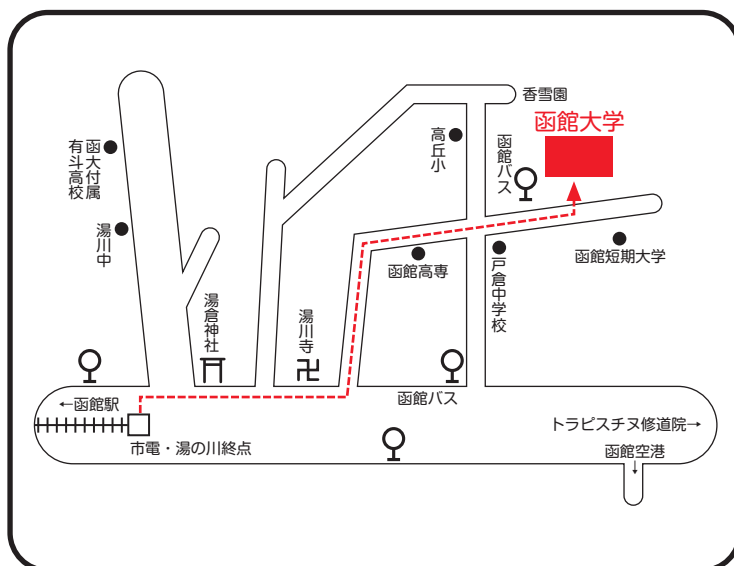 香雪園
函館大学
高丘小
函館バス
函大付属
有斗高校
湯川中
函館高専
戸倉中学校
函館短期大学
湯倉神社
湯川寺
←函館駅
函館バス
市電・湯の川終点
トラピスチヌ修道院→
函館空港
↓